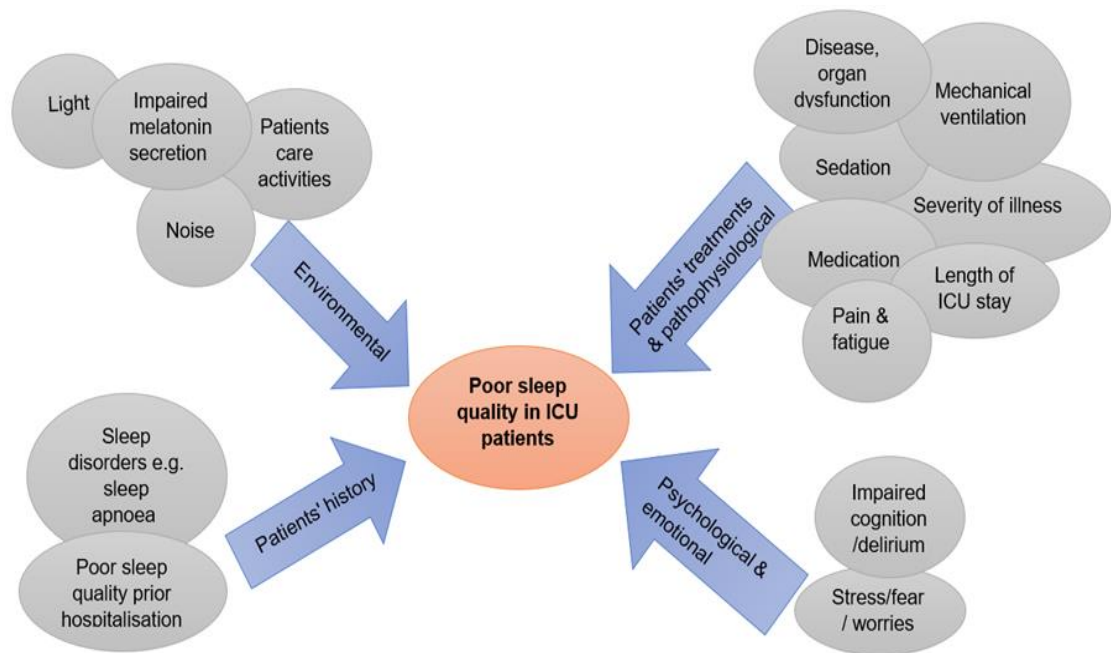 Light
Impaired
melatonin
secretion
Patients
care
activities
Noise
Environmental
Disease,
organ
dysfunction
Mechanical
ventilation
Sedation
Severity of illness
Medication
Length of
ICU stay
Pain &
fatigue
Patients' treatments
& pathophysiological
Poor sleep
quality in ICU
patients
Sleep
disorders e.g.
sleep
apnoea
Poor sleep
quality prior
hospitalisation
Patients' history
Psychological &
emotional
Impaired
cognition
/delirium
Stress/fear
/ worries